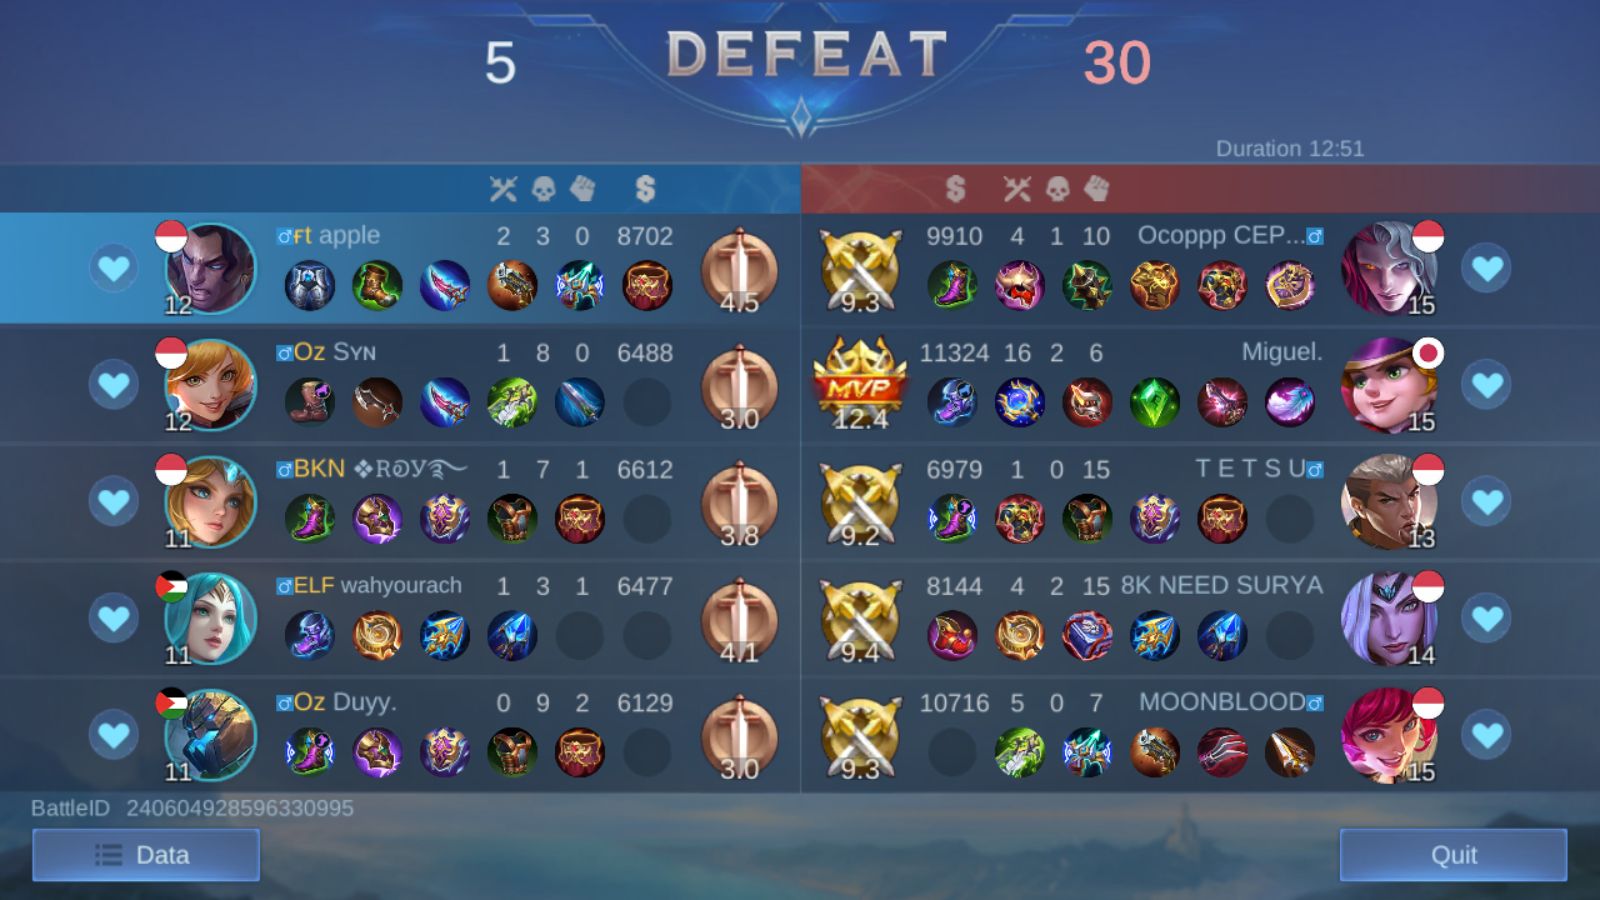 5 DEFEAT 30
Duration 12:51
ꜰt apple 2 3 0 8702
12 4.5
9910 4 1 10 Ocoppp CEP...
9.3 15
Oz Sʏɴ 1 8 0 6488
12 3.0
11324 16 2 6 Miguel.
MVP
12.4 15
BKN ❖ 1 7 1 6612
11 3.8
6979 1 0 15 T E T S U
9.2 13
ELF wahyourach 1 3 1 6477
11 4.1
8144 4 2 15 8K NEED SURYA
9.4 14
Oz Duyy. 0 9 2 6129
11 3.0
10716 5 0 7 MOONBLOOD
9.3 15
BattleID 240604928596330995
Data
Quit